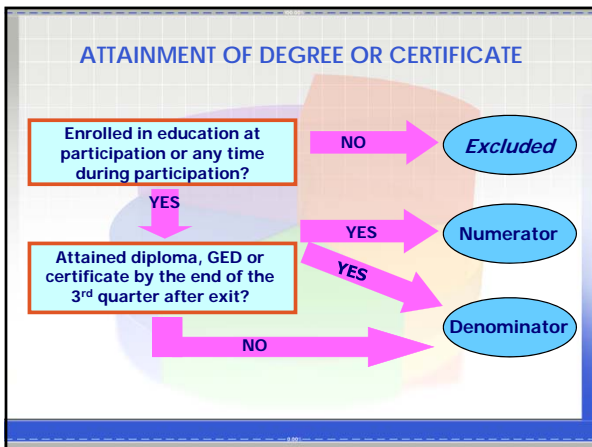 ATTAINMENT OF DEGREE OR CERTIFICATE
Enrolled in education at
participation or any time
during participation?
NO
Excluded
YES
Attained diploma, GED or
certificate by the end of the
3rd quarter after exit?
YES
Numerator
YES
Denominator
NO